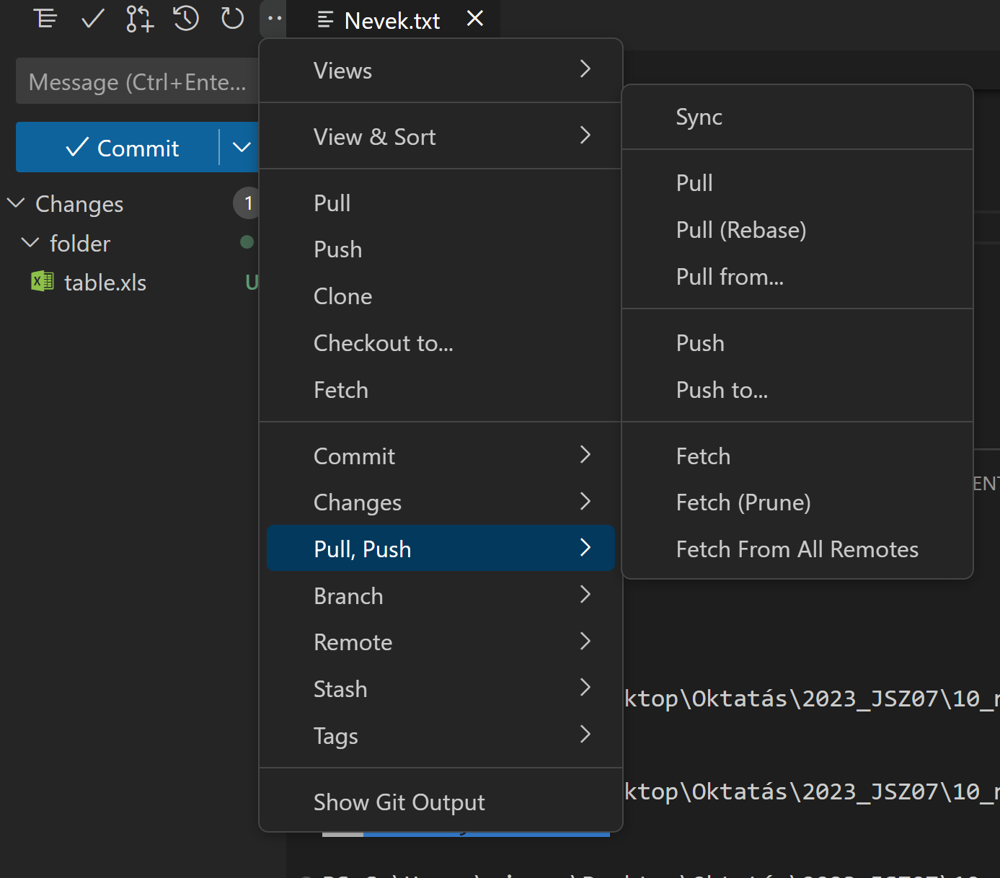 Nevek.txt
Message (Ctrl+Ente...
Commit
Changes
1
folder
table.xls
U
Views
View & Sort
Pull
Push
Clone
Checkout to...
Fetch
Commit
Changes
Pull, Push
Branch
Remote
Stash
Tags
Show Git Output
Sync
Pull
Pull (Rebase)
Pull from...
Push
Push to...
Fetch
Fetch (Prune)
Fetch From All Remotes
ENT
ktop\Oktatás\2023_JSZ07\10_
ktop\Oktatás\2023_JSZ07\10_